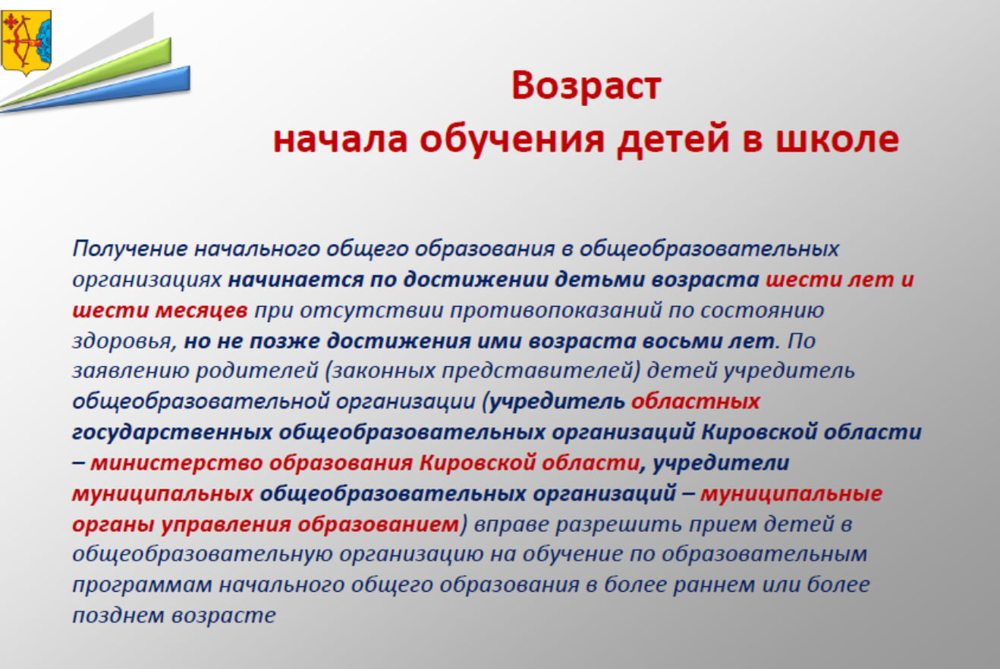 Возраст
начала обучения детей в школе
Получение начального общего образования в общеобразовательных
организациях начинается по достижении детьми возраста шести лет и
шести месяцев при отсутствии противопоказаний по состоянию
здоровья, но не позже достижения ими возраста восьми лет. По
заявлению родителей (законных представителей) детей учредитель
общеобразовательной организации (учредитель областных
государственных общеобразовательных организаций Кировской области
– министерство образования Кировской области, учредители
муниципальных общеобразовательных организаций – муниципальные
органы управления образованием) вправе разрешить прием детей в
общеобразовательную организацию на обучение по образовательным
программам начального общего образования в более раннем или более
позднем возрасте